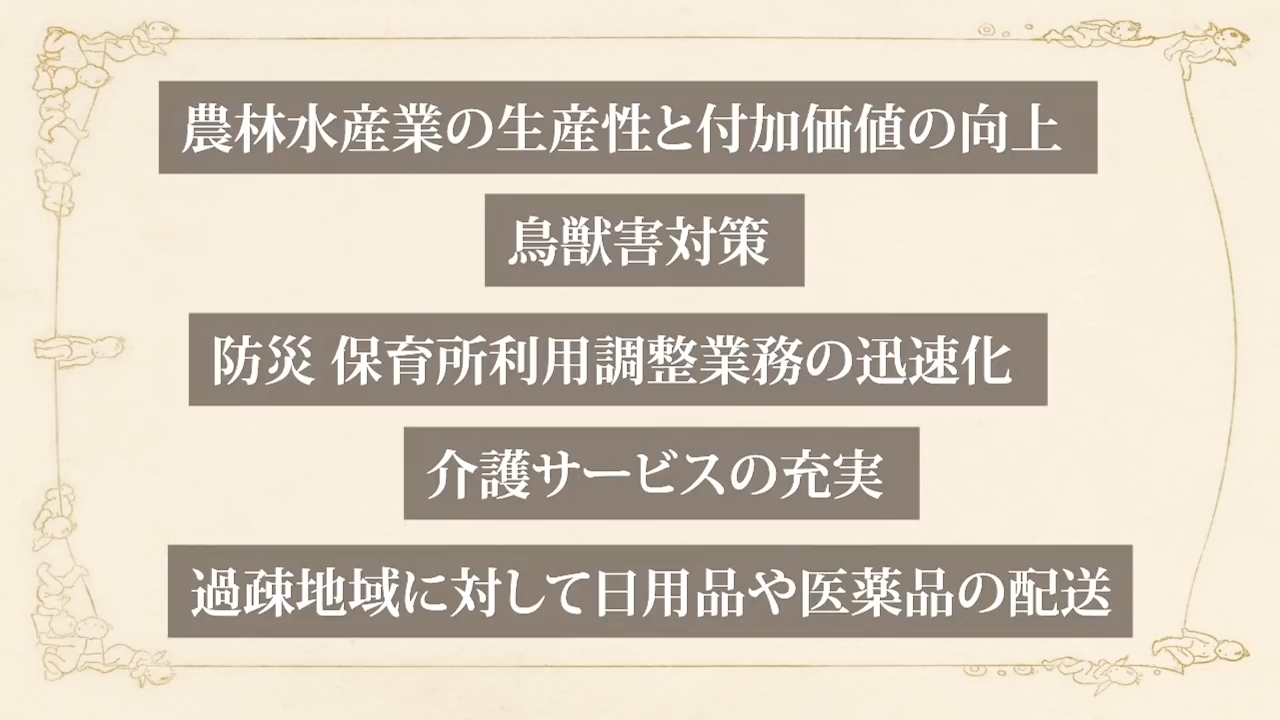 農林水産業の生産性と付加価値の向上
鳥獣害対策
防災 保育所利用調整業務の迅速化
介護サービスの充実
過疎地域に対して日用品や医薬品の配送